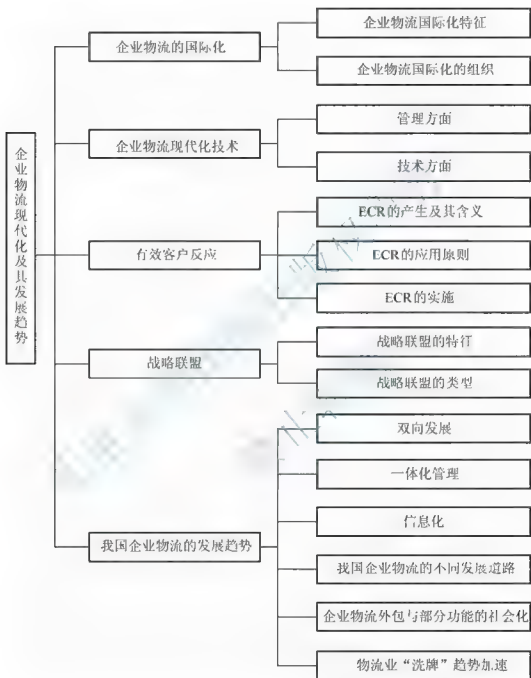 企业物流现代化及其发展趋势
企业物流的国际化
企业物流国际化特征
企业物流国际化的组织
企业物流现代化技术
管理方面
技术方面
有效客户反应
ECR的产生及其含义
ECR的应用原则
ECR的实施
战略联盟
战略联盟的特征
战略联盟的类型
我国企业物流的发展趋势
双向发展
一体化管理
信息化
我国企业物流的不同发展道路
企业物流外包与部分功能的社会化
物流业“洗牌”趋势加速